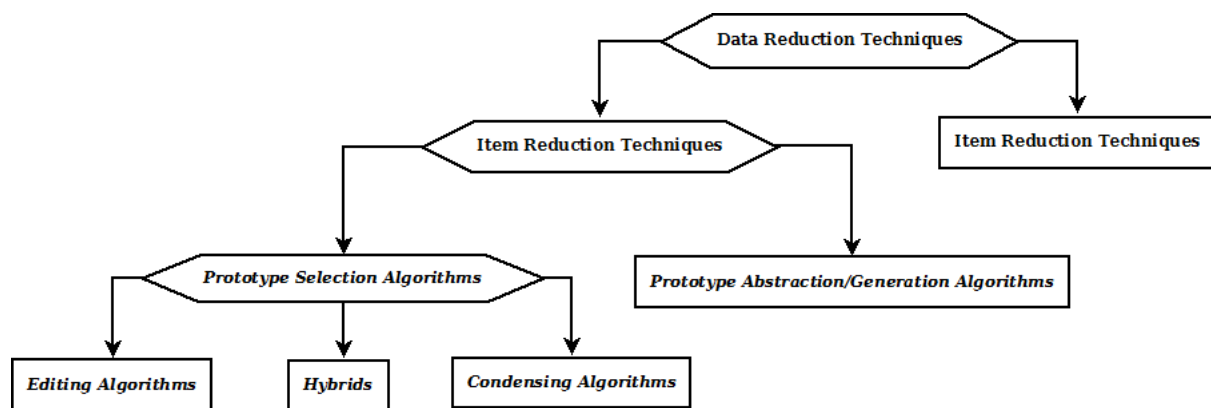 Data Reduction Techniques
Item Reduction Techniques
Item Reduction Techniques
Prototype Selection Algorithms
Prototype Abstraction/Generation Algorithms
Editing Algorithms
Hybrids
Condensing Algorithms